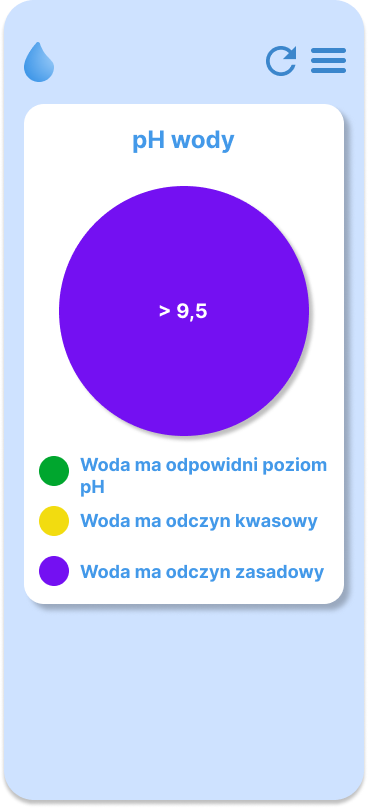 pH wody
> 9,5
Woda ma odpowidni poziom
pH
Woda ma odczyn kwasowy
Woda ma odczyn zasadowy